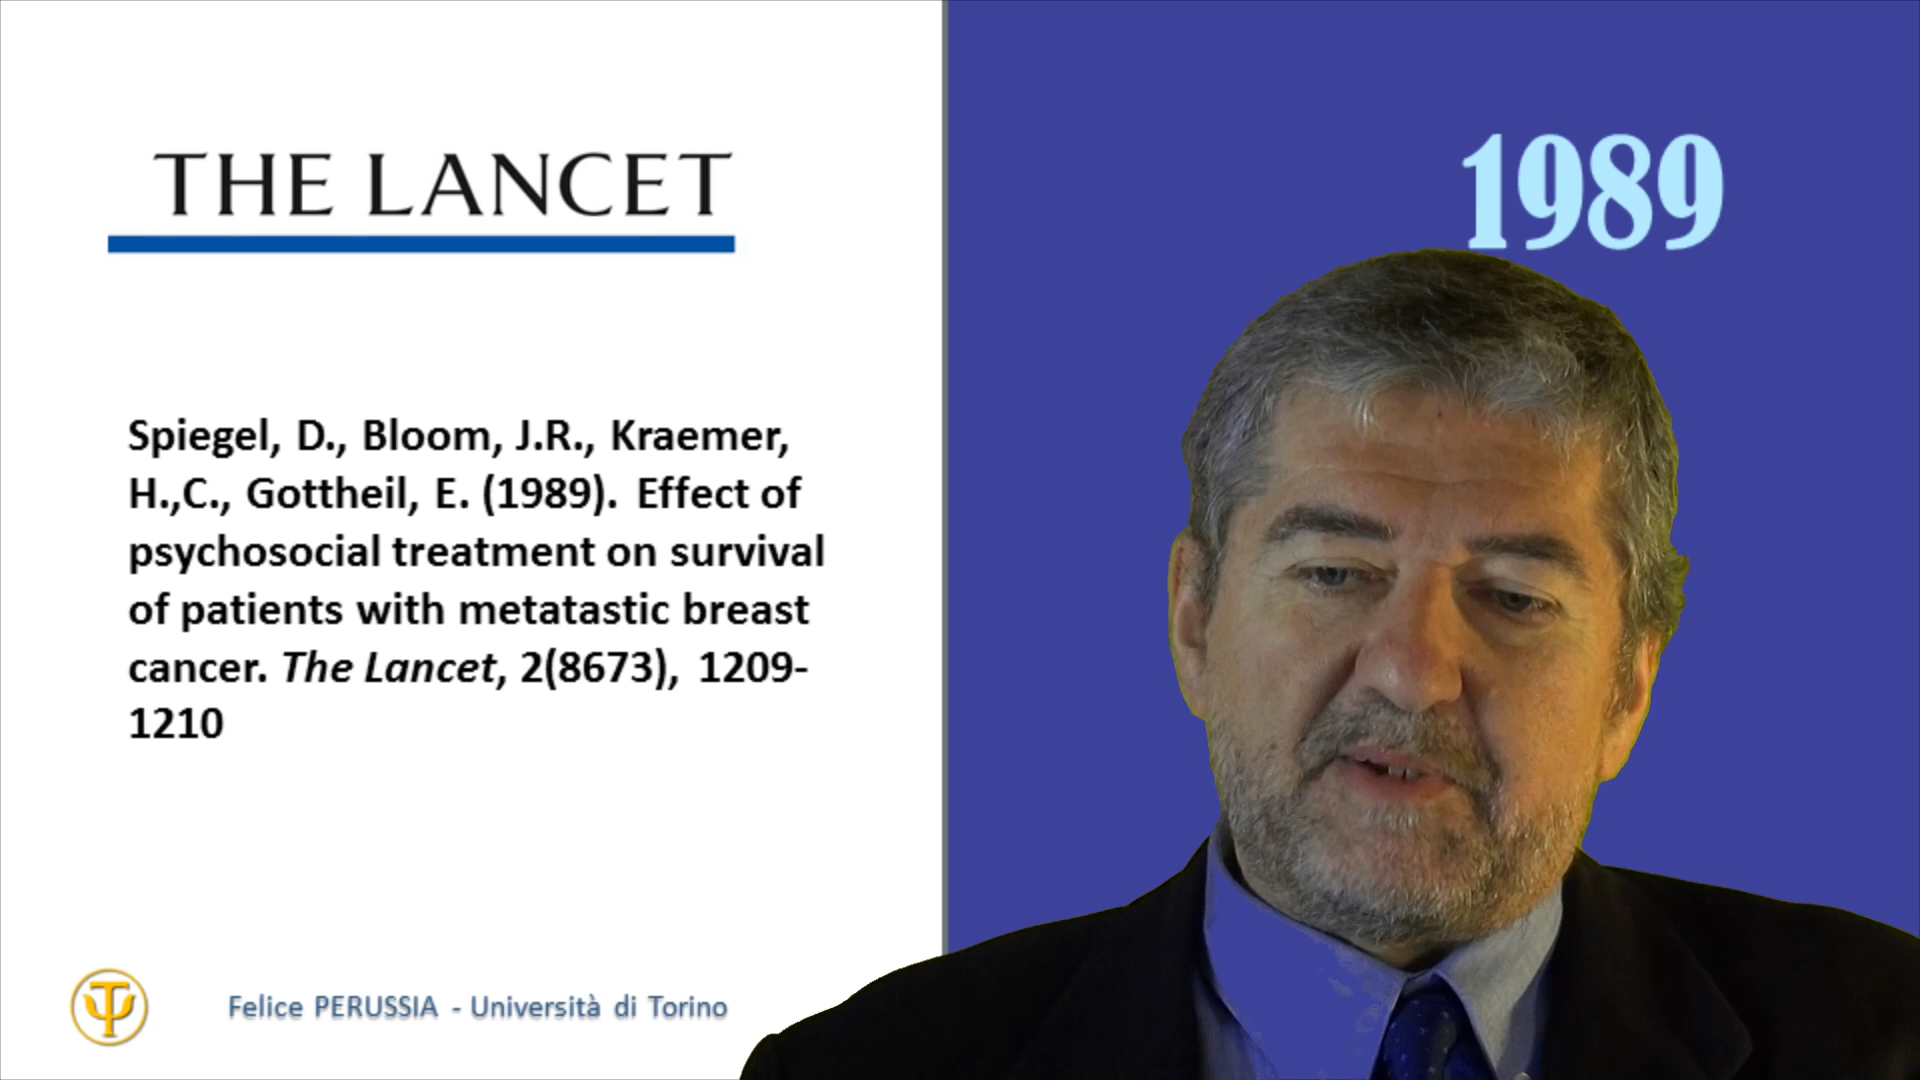 THE LANCET
1989
Spiegel, D., Bloom, J.R., Kraemer,
H.,C., Gottheil, E. (1989). Effect of
psychosocial treatment on survival
of patients with metatastic breast
cancer. The Lancet, 2(8673), 1209-
1210
Felice PERUSSIA - Università di Torino